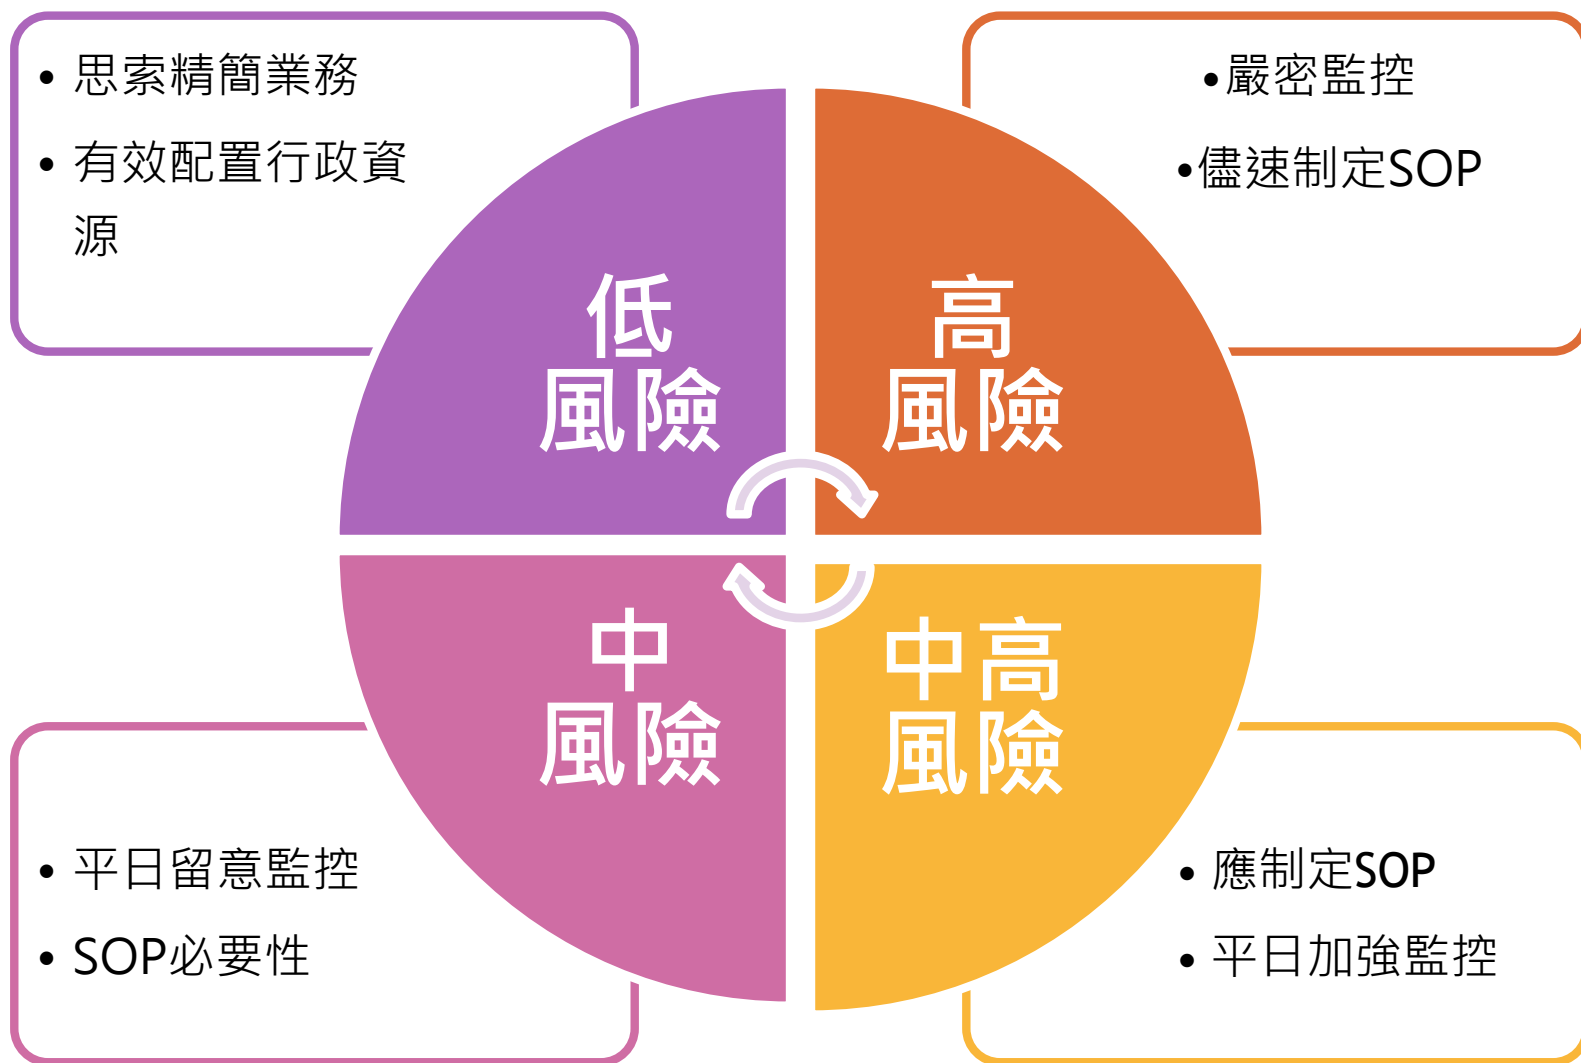 • 思索精簡業務
• 有效配置行政資
源
•嚴密監控
•儘速制定SOP
低
風險
高
風險
中
風險
中高
風險
• 平日留意監控
• SOP必要性
• 應制定SOP
• 平日加強監控